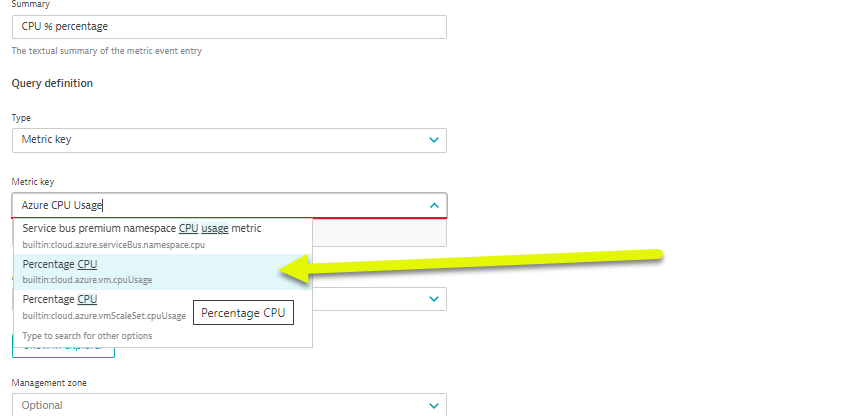 Summary
CPU % percentage
The textual summary of the metric event entry
Query definition
Type
Metric key
Metric key
Azure CPU Usage
Service bus premium namespace CPU usage metric
builtin:cloud.azure.serviceBus.namespace.cpu
Percentage CPU
builtin:cloud.azure.vm.cpuUsage
Percentage CPU
builtin:cloud.azure.vmScaleSet.cpuUsage
Percentage CPU
Type to search for other options
Management zone
Optional